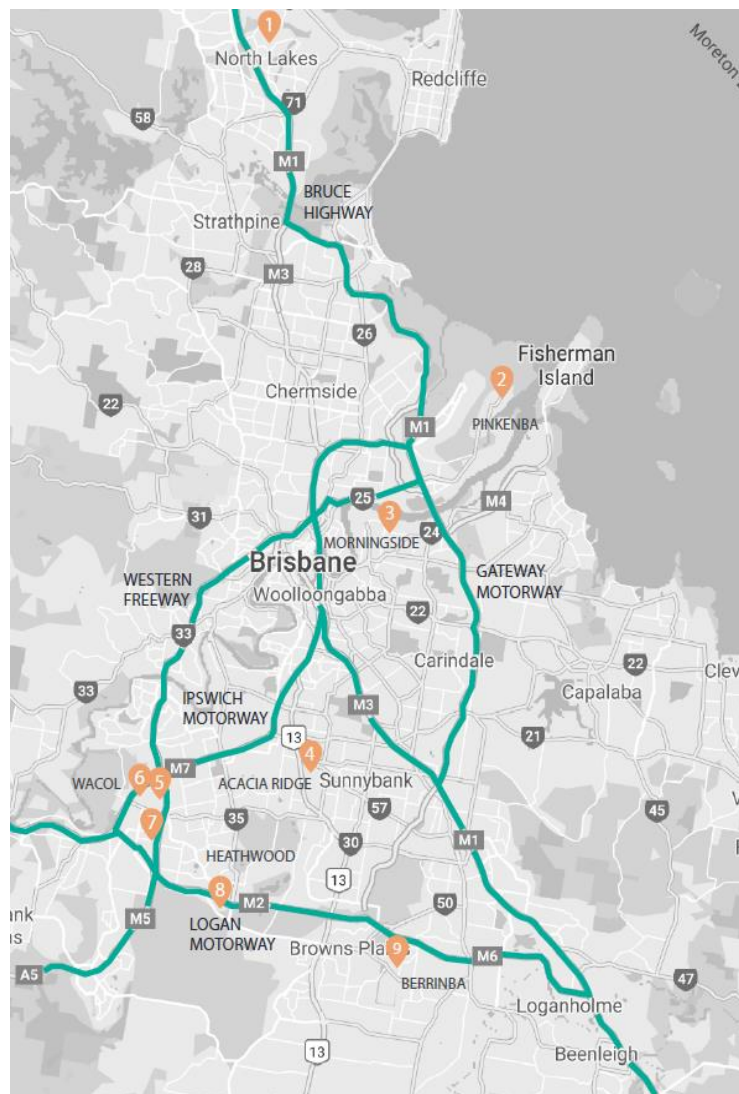 1
North Lakes
Moreton
Redcliffe
71
58
M1
BRUCE
HIGHWAY
Strathpine
28
M3
26
Fisherman
Island
2
Chermside
22
PINKENBA
M1
25
M4
31
3
24
MORNINGSIDE
Brisbane
WESTERN
FREEWAY
GATEWAY
MOTORWAY
Woolloongabba
22
33
Carindale
22
Clev
33
Capalaba
IPSWICH
MOTORWAY
M3
13
21
4
M7
6
5
WACOL
ACACIA RIDGE
Sunnybank
57
45
7
35
M1
30
HEATHWOOD
13
8
M2
50
M5
LOGAN
MOTORWAY
Browns Pla
9
M6
A5
BERRINBA
47
Loganholme
Beenleigh
13